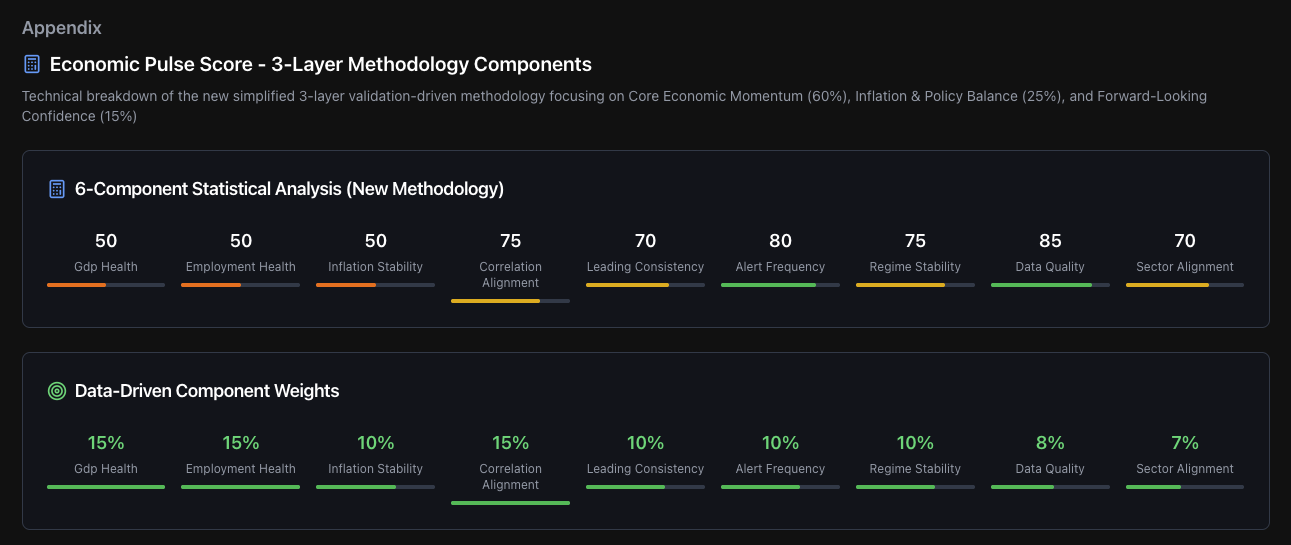 Appendix
Economic Pulse Score - 3-Layer Methodology Components
Technical breakdown of the new simplified 3-layer validation-driven methodology focusing on Core Economic Momentum (60%), Inflation & Policy Balance (25%), and Forward-Looking
Confidence (15%)
6-Component Statistical Analysis (New Methodology)
50 50 50 75 70 80 75 85 70
Gdp Health Employment Health Inflation Stability Correlation Leading Consistency Alert Frequency Regime Stability Data Quality Sector Alignment
Alignment
Data-Driven Component Weights
15% 15% 10% 15% 10% 10% 10% 8% 7%
Gdp Health Employment Health Inflation Stability Correlation Leading Consistency Alert Frequency Regime Stability Data Quality Sector Alignment
Alignment